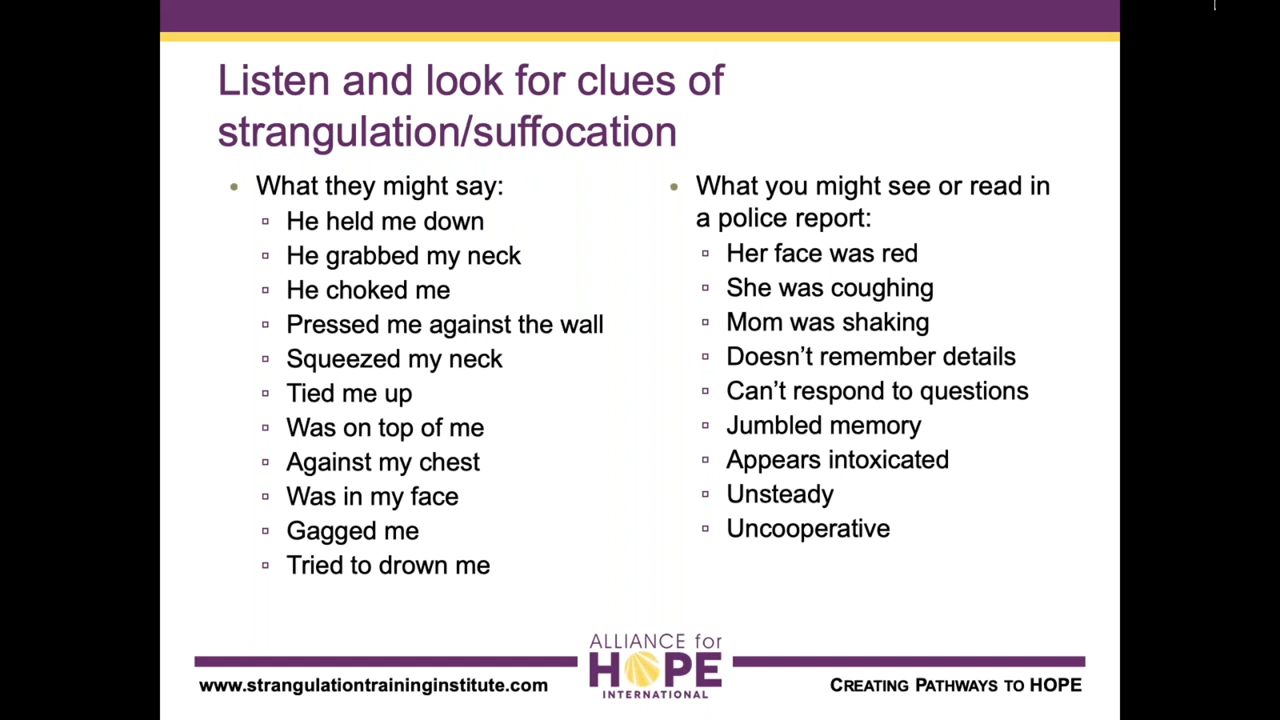 Listen and look for clues of
strangulation/suffocation
• What they might say:
▫ He held me down
▫ He grabbed my neck
▫ He choked me
▫ Pressed me against the wall
▫ Squeezed my neck
▫ Tied me up
▫ Was on top of me
▫ Against my chest
▫ Was in my face
▫ Gagged me
▫ Tried to drown me
• What you might see or read in
a police report:
▫ Her face was red
▫ She was coughing
▫ Mom was shaking
▫ Doesn’t remember details
▫ Can’t respond to questions
▫ Jumbled memory
▫ Appears intoxicated
▫ Unsteady
▫ Uncooperative
www.strangulationtraininginstitute.com
ALLIANCE for
HOPE
INTERNATIONAL
CREATING PATHWAYS TO HOPE